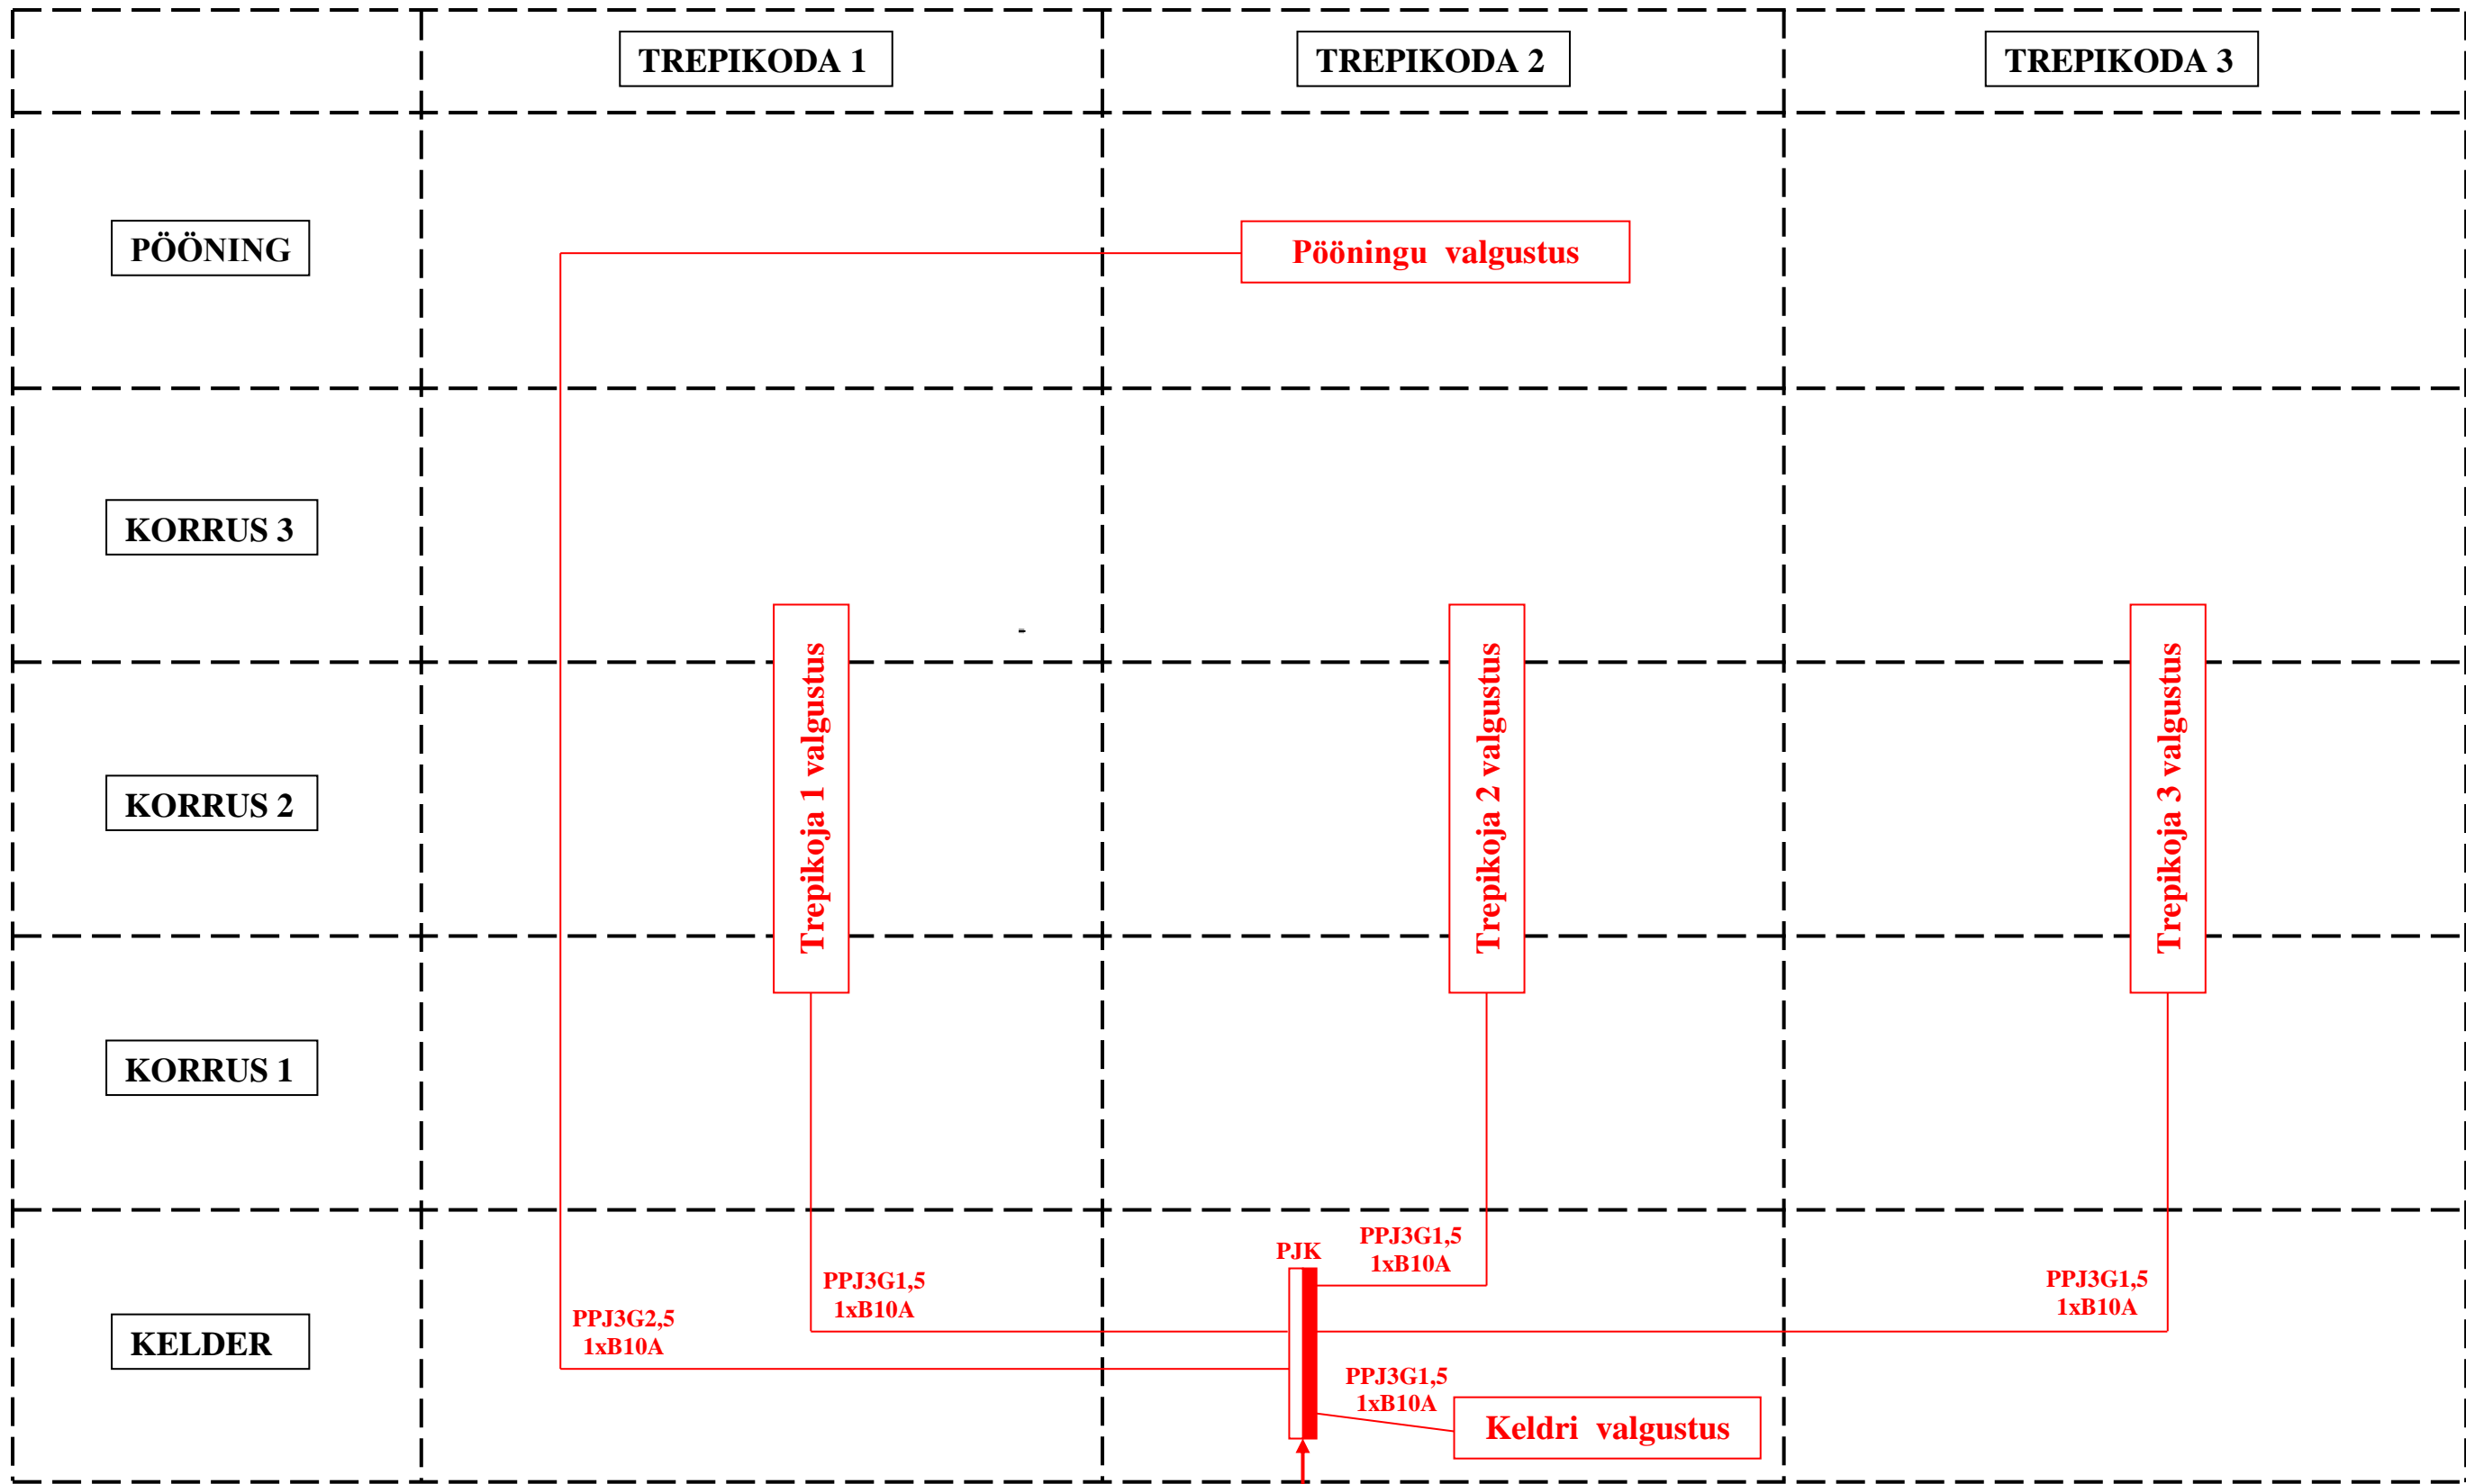 TREPIKODA 1
TREPIKODA 2
TREPIKODA 3
PÖÖNING
Pööningu valgustus
KORRUS 3
KORRUS 2
Trepikoja 1 valgustus
Trepikoja 2 valgustus
Trepikoja 3 valgustus
KORRUS 1
KELDER
PPJ3G2,5
1xB10A
PPJ3G1,5
1xB10A
PJK
PPJ3G1,5
1xB10A
PPJ3G1,5
1xB10A
PPJ3G1,5
1xB10A
Keldri valgustus